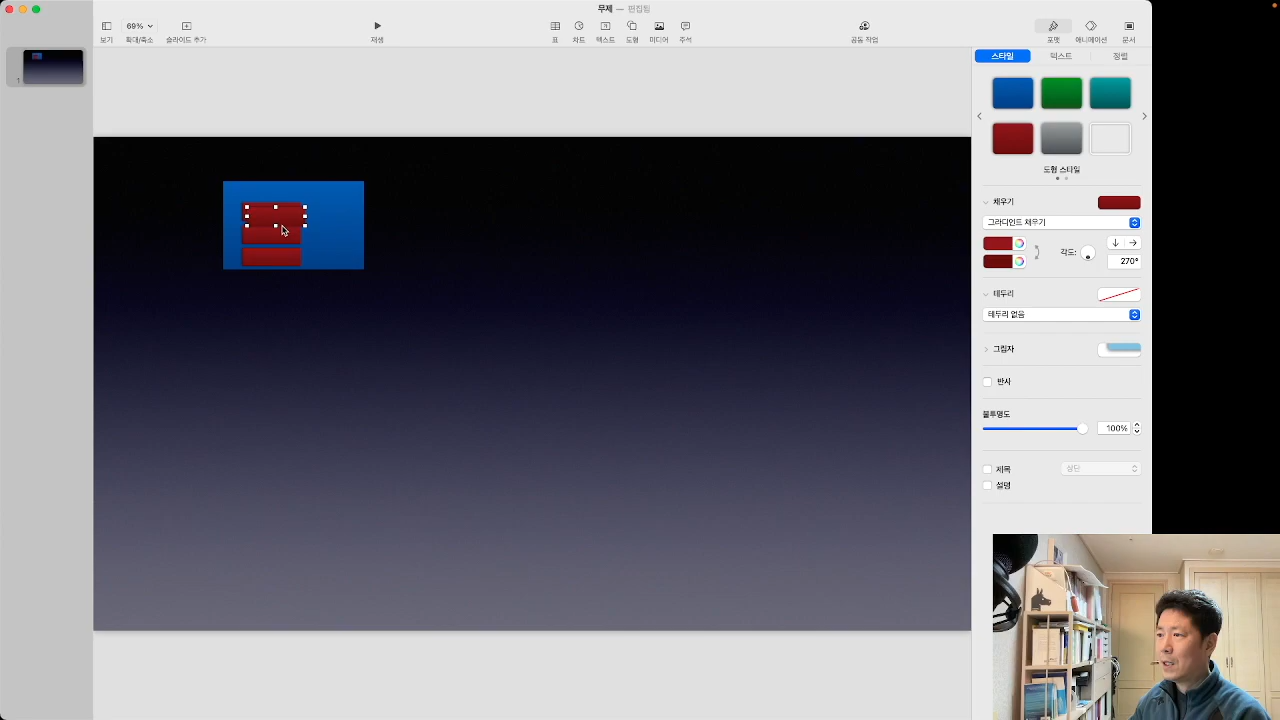 무제 — 편집됨
69%
보기
확대/축소
슬라이드 추가
재생
표
차트
텍스트
도형
미디어
주석
공동 작업
포맷
애니메이션
문서
1
스타일
텍스트
정렬
도형 스타일
채우기
그라디언트 채우기
각도:
270°
테두리
테두리 없음
그림자
반사
불투명도
100%
제목
상단
설명